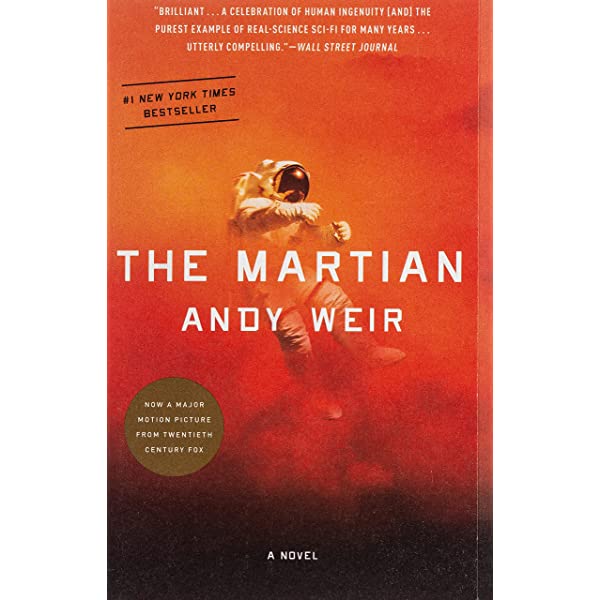 "BRILLIANT . . . A CELEBRATION OF HUMAN INGENUITY [AND] THE
PUREST EXAMPLE OF REAL-SCIENCE SCI-FI FOR MANY YEARS . . .
UTTERLY COMPELLING."—WALL STREET JOURNAL
#1 NEW YORK TIMES
BESTSELLER
THE MARTIAN
ANDY WEIR
NOW A MAJOR
MOTION PICTURE
FROM TWENTIETH
CENTURY FOX
A NOVEL